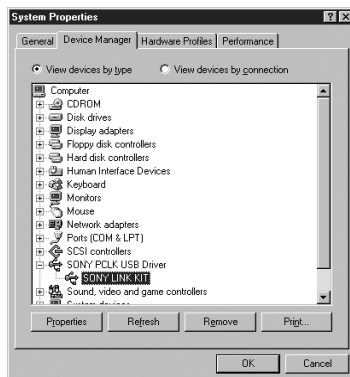 System Properties
General Device Manager Hardware Profiles Performance
View devices by type View devices by connection
Computer
CDROM
Disk drives
Display adapters
Floppy disk controllers
Hard disk controllers
Human Interface Devices
Keyboard
Monitors
Mouse
Network adapters
Ports (COM & LPT)
SCSI controllers
SONY PCLK USB Driver
SONY LINK KIT
Sound, video and game controllers
System devices
Properties Refresh Remove Print...
OK Cancel